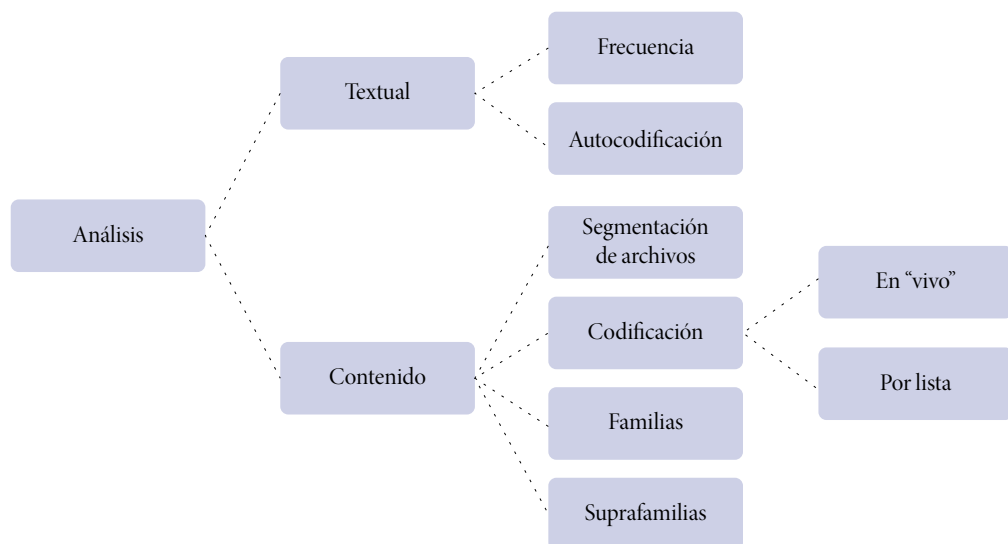 Frecuencia
Textual
Autocodificación
Análisis
Segmentación
de archivos
En “vivo”
Codificación
Contenido
Por lista
Familias
Suprafamilias